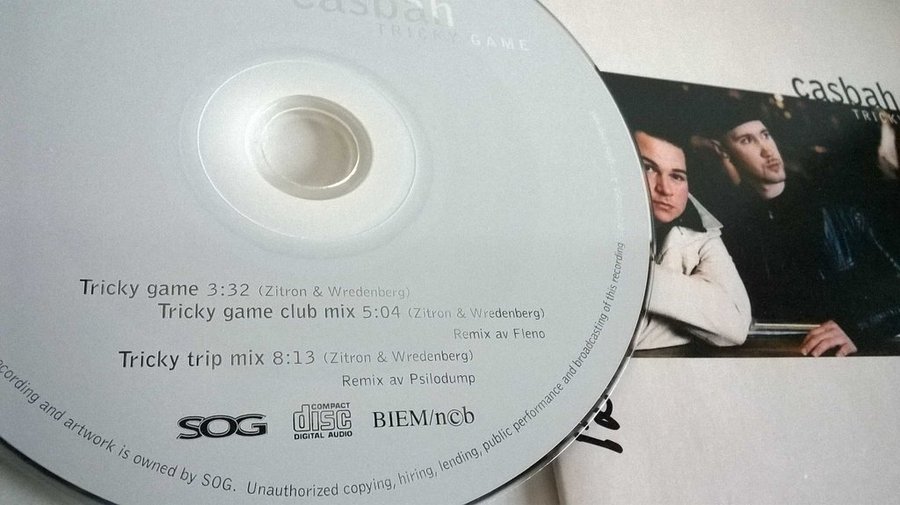 casbah
TRICKY GAME
Tricky game 3:32 (Zitron & Wredenberg)
Tricky game club mix 5:04 (Zitron & Wredenberg)
Remix av Fleno
Tricky trip mix 8:13 (Zitron & Wredenberg)
Remix av Psilodump
SOG
COMPACT
disc
DIGITAL AUDIO
BIEM/n©b
recording and artwork is owned by SOG. Unauthorized copying, hiring, lending, public performance and broadcasting of this recording
casbah
TRICKY